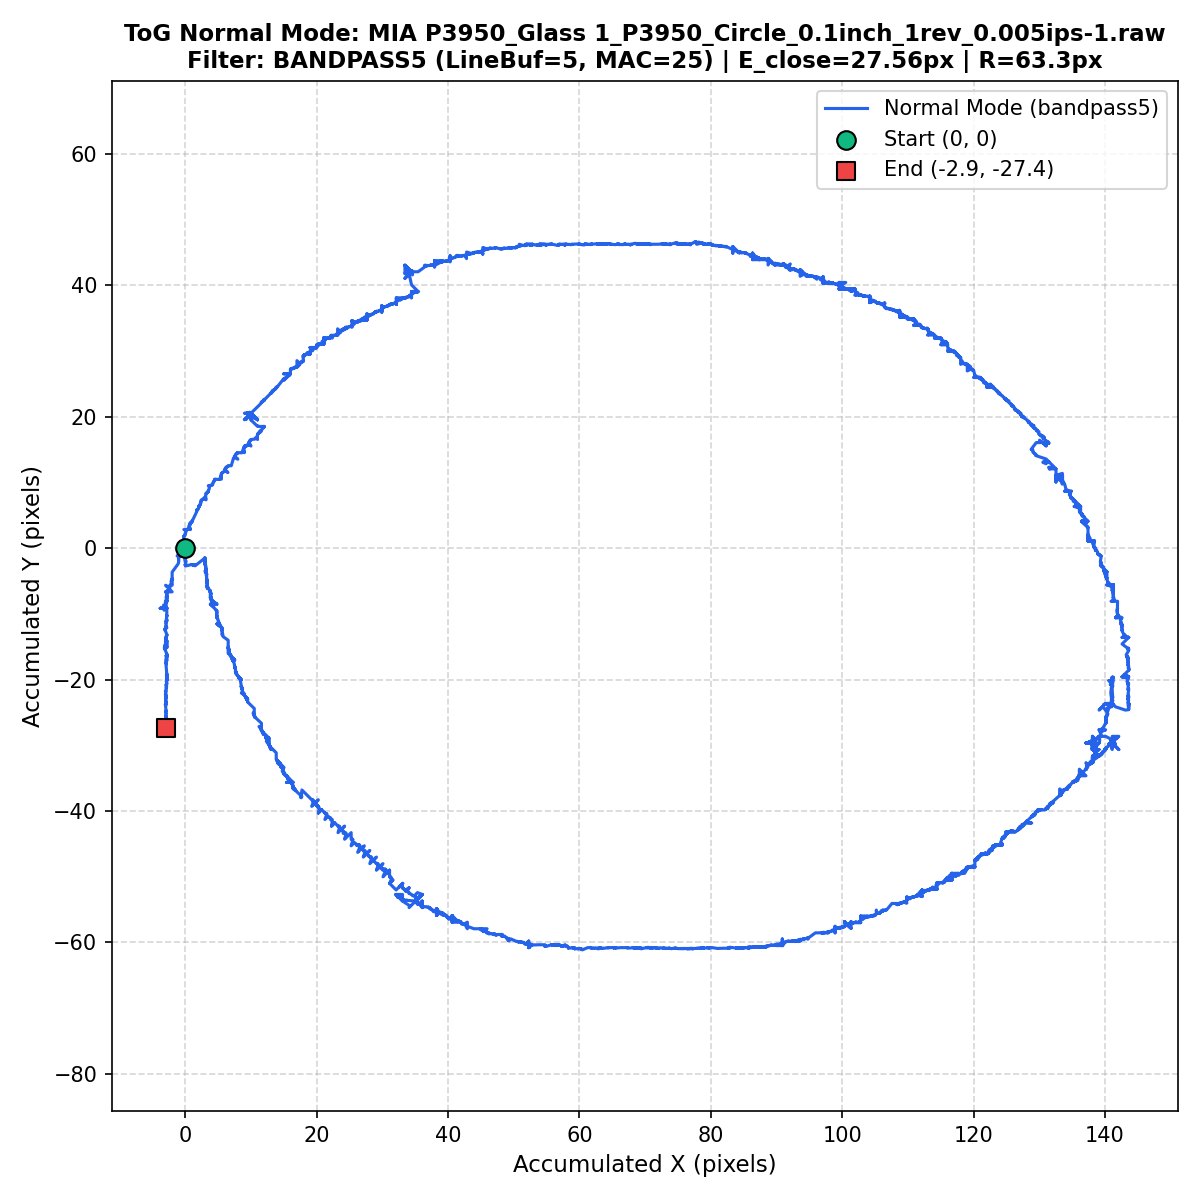 ToG Normal Mode: MIA P3950_Glass 1_P3950_Circle_0.1inch_1rev_0.005ips-1.raw
Filter: BANDPASS5 (LineBuf=5, MAC=25) | E_close=27.56px | R=63.3px
Normal Mode (bandpass5)
Start (0, 0)
End (-2.9, -27.4)
Accumulated Y (pixels)
60
40
20
0
−20
−40
−60
−80
0 20 40 60 80 100 120 140
Accumulated X (pixels)